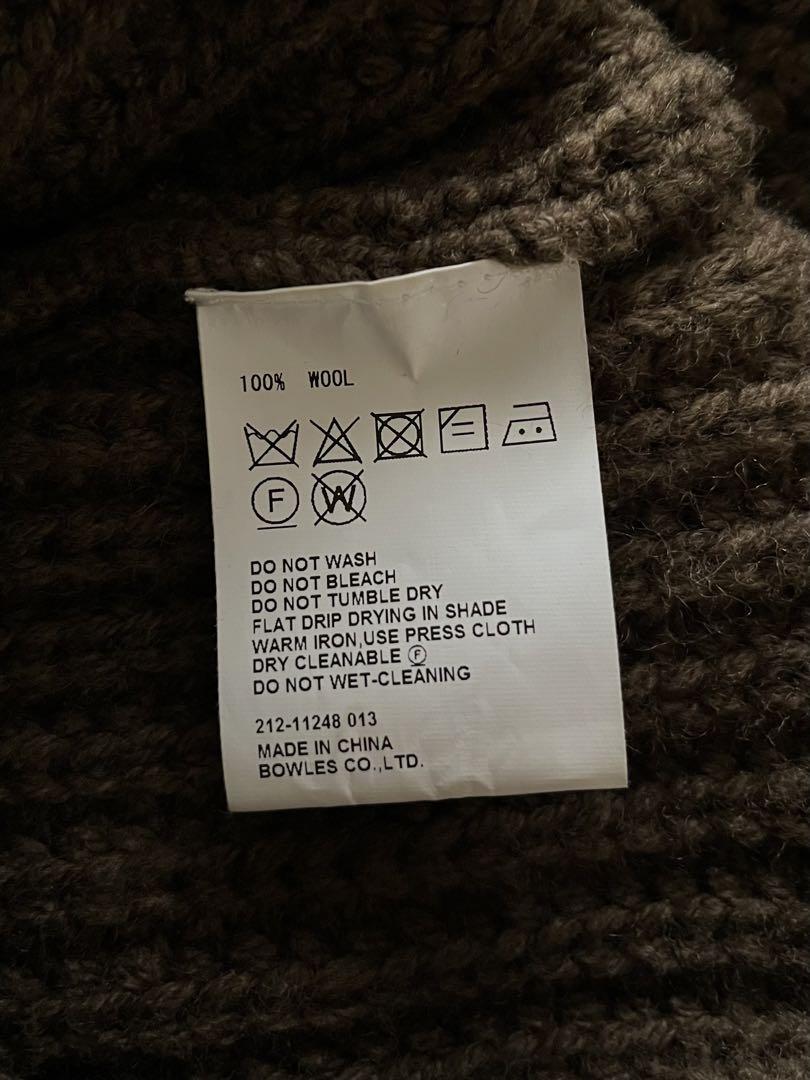 100% WOOL
F W
DO NOT WASH
DO NOT BLEACH
DO NOT TUMBLE DRY
FLAT DRIP DRYING IN SHADE
WARM IRON,USE PRESS CLOTH
DRY CLEANABLE Ⓕ
DO NOT WET-CLEANING
212-11248 013
MADE IN CHINA
BOWLES CO.,LTD.